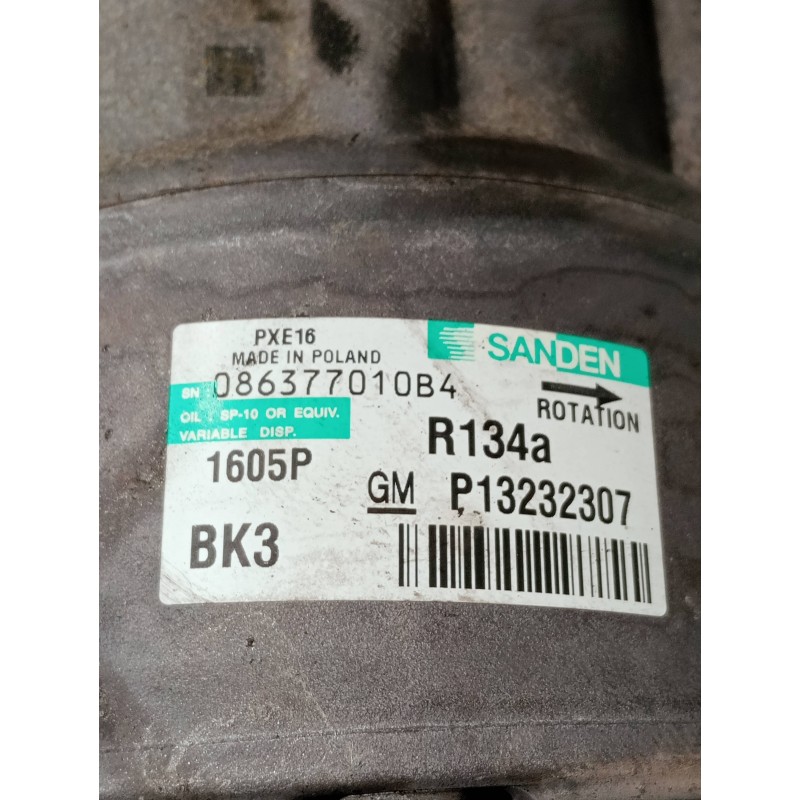 PXE16
MADE IN POLAND
SANDEN
SN 086377010B4
ROTATION
OIL : SP-10 OR EQUIV.
VARIABLE DISP.
R134a
1605P
GM P13232307
BK3